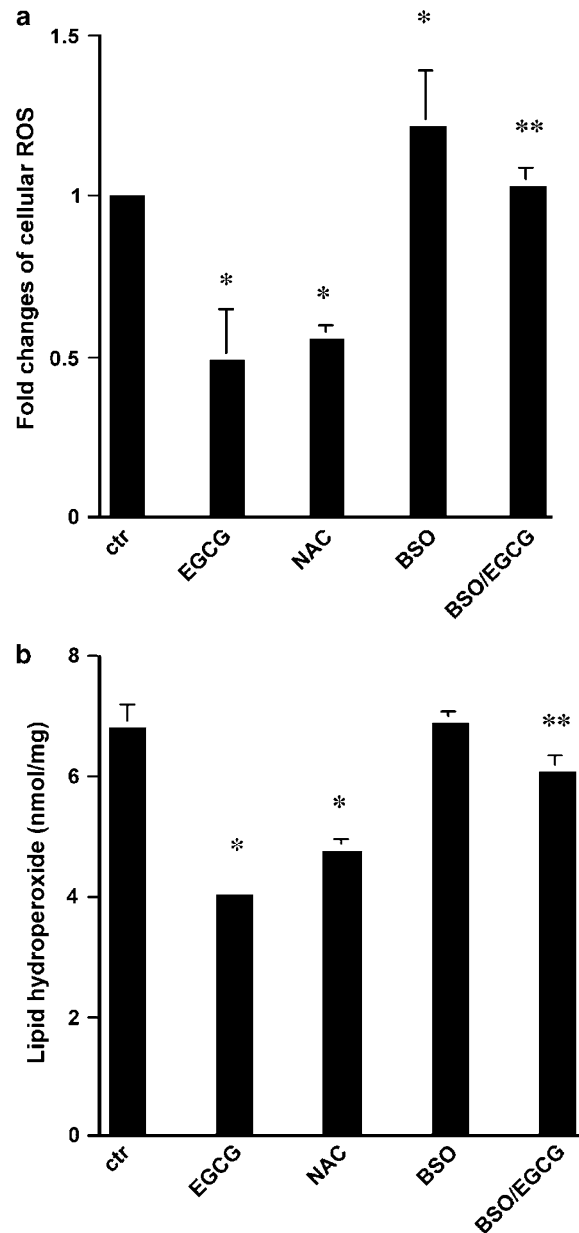 a
Fold changes of cellular ROS
1.5
1
0.5
0
*
*
*
**
ctr
EGCG
NAC
BSO
BSO/EGCG
b
Lipid hydroperoxide (nmol/mg)
8
6
4
2
0
*
*
**
ctr
EGCG
NAC
BSO
BSO/EGCG